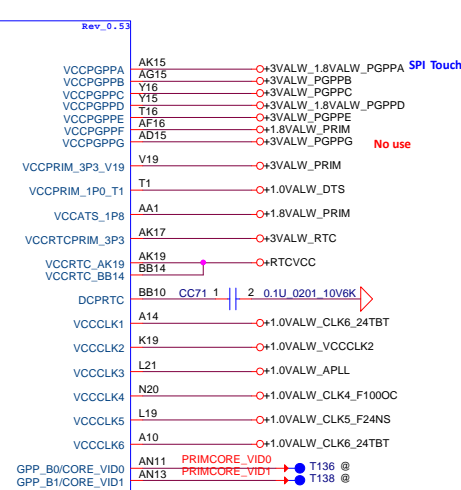 Rev_0.53
VCCPGPPA AK15 +3VALW_1.8VALW_PGPPA SPI Touch
VCCPGPPB AG15 +3VALW_PGPPB
VCCPGPPC Y16 +3VALW_PGPPC
VCCPGPPD Y15 +3VALW_1.8VALW_PGPPD
VCCPGPPE T16 +3VALW_PGPPE
VCCPGPPF AF16 +1.8VALW_PRIM
VCCPGPPG AD15 +3VALW_PGPPG No use
VCCPRIM_3P3_V19 V19 +3VALW_PRIM
VCCPRIM_1P0_T1 T1 +1.0VALW_DTS
VCCATS_1P8 AA1 +1.8VALW_PRIM
VCCRTCPRIM_3P3 AK17 +3VALW_RTC
VCCRTC_AK19 AK19 +RTCVCC
VCCRTC_BB14 BB14
DCPRTC BB10 CC71 1 2 0.1U_0201_10V6K
VCCCLK1 A14 +1.0VALW_CLK6_24TBT
VCCCLK2 K19 +1.0VALW_VCCCLK2
VCCCLK3 L21 +1.0VALW_APLL
VCCCLK4 N20 +1.0VALW_CLK4_F100OC
VCCCLK5 L19 +1.0VALW_CLK5_F24NS
VCCCLK6 A10 +1.0VALW_CLK6_24TBT
GPP_B0/CORE_VID0 AN11 PRIMCORE_VID0 T136 @
GPP_B1/CORE_VID1 AN13 PRIMCORE_VID1 T138 @